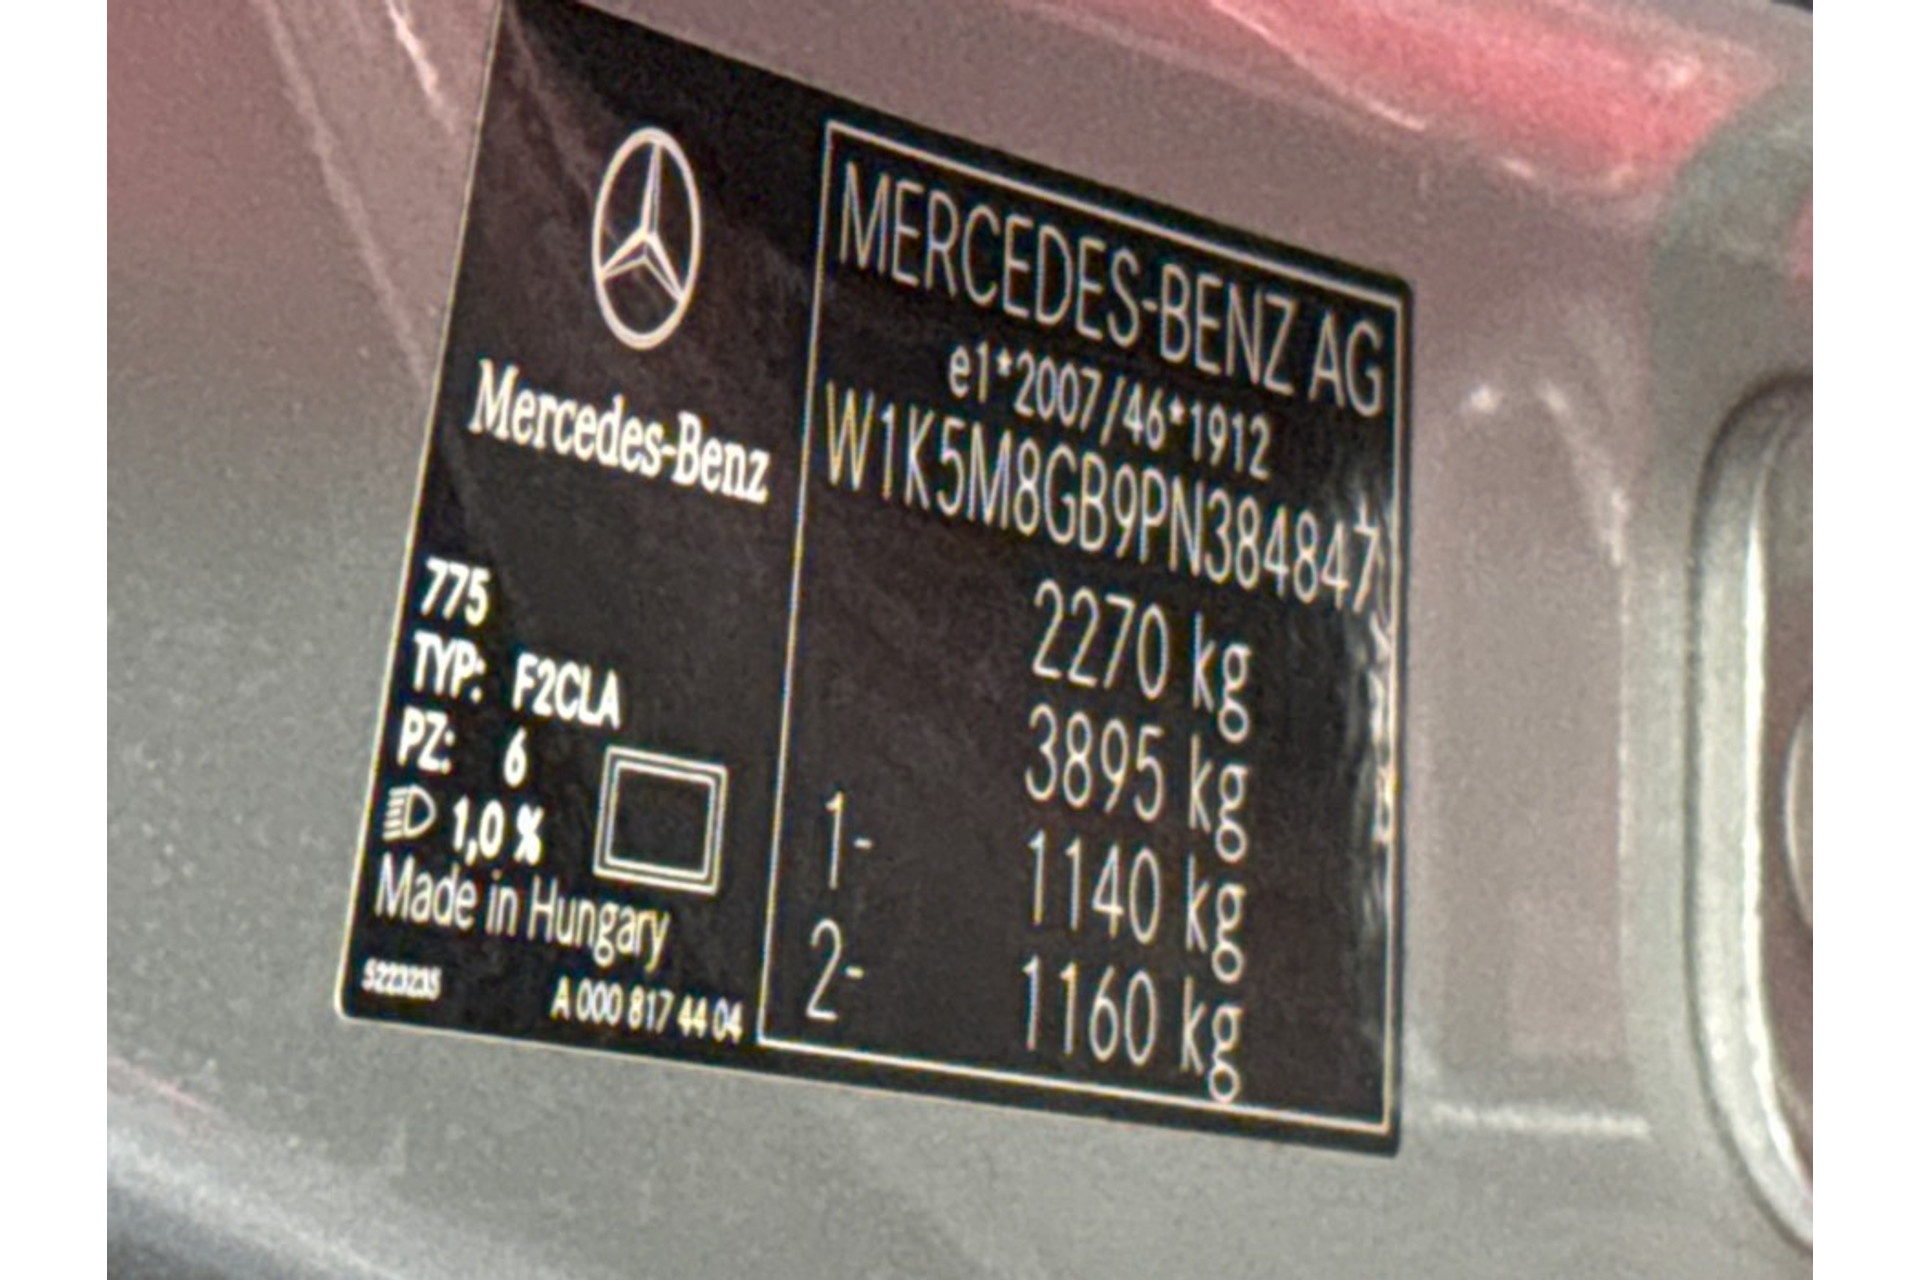 Mercedes-Benz
775
TYP: F2CLA
PZ: 6
1,0 %
Made in Hungary
5223235
A 000 817 44 04
MERCEDES-BENZ AG
e1*2007/46*1912
W1K5M8GB9PN384847
2270 kg
3895 kg
1- 1140 kg
2- 1160 kg